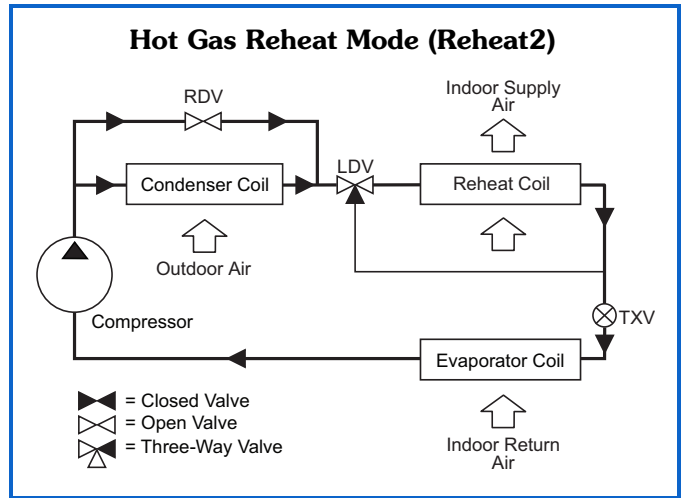 Hot Gas Reheat Mode (Reheat2)
RDV
Indoor Supply
Air
LDV
Condenser Coil
Reheat Coil
Outdoor Air
Compressor
TXV
Evaporator Coil
= Closed Valve
= Open Valve
= Three-Way Valve
Indoor Return
Air